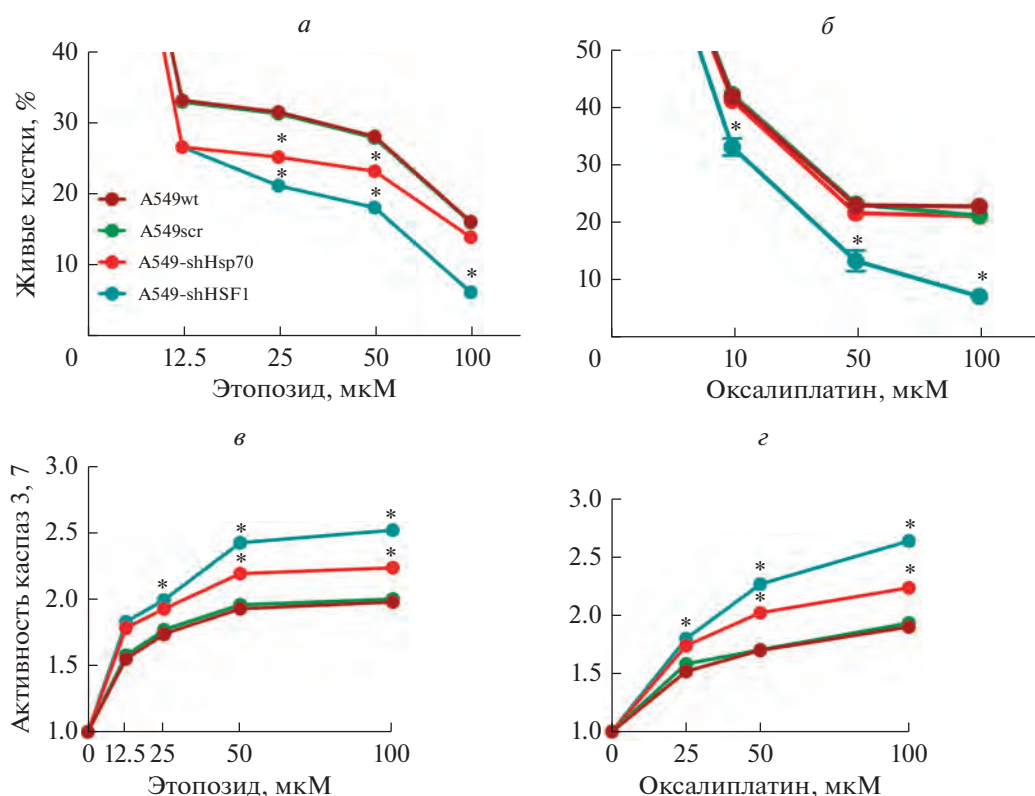 а
Живые клетки, %
40
30
20
10
0
* *
* *
*
A549wt
A549scr
A549-shHsp70
A549-shHSF1
12.5 25 50 100
Этопозид, мкМ
б
50
40
30
20
10
0
*
*
*
10 50 100
Оксалиплатин, мкМ
в
Активность каспаз 3, 7
3.0
2.5
2.0
1.5
1.0
* *
* * *
0 12.5 25 50 100
Этопозид, мкМ
г
3.0
2.5
2.0
1.5
1.0
*
* *
* *
0 25 50 100
Оксалиплатин, мкМ